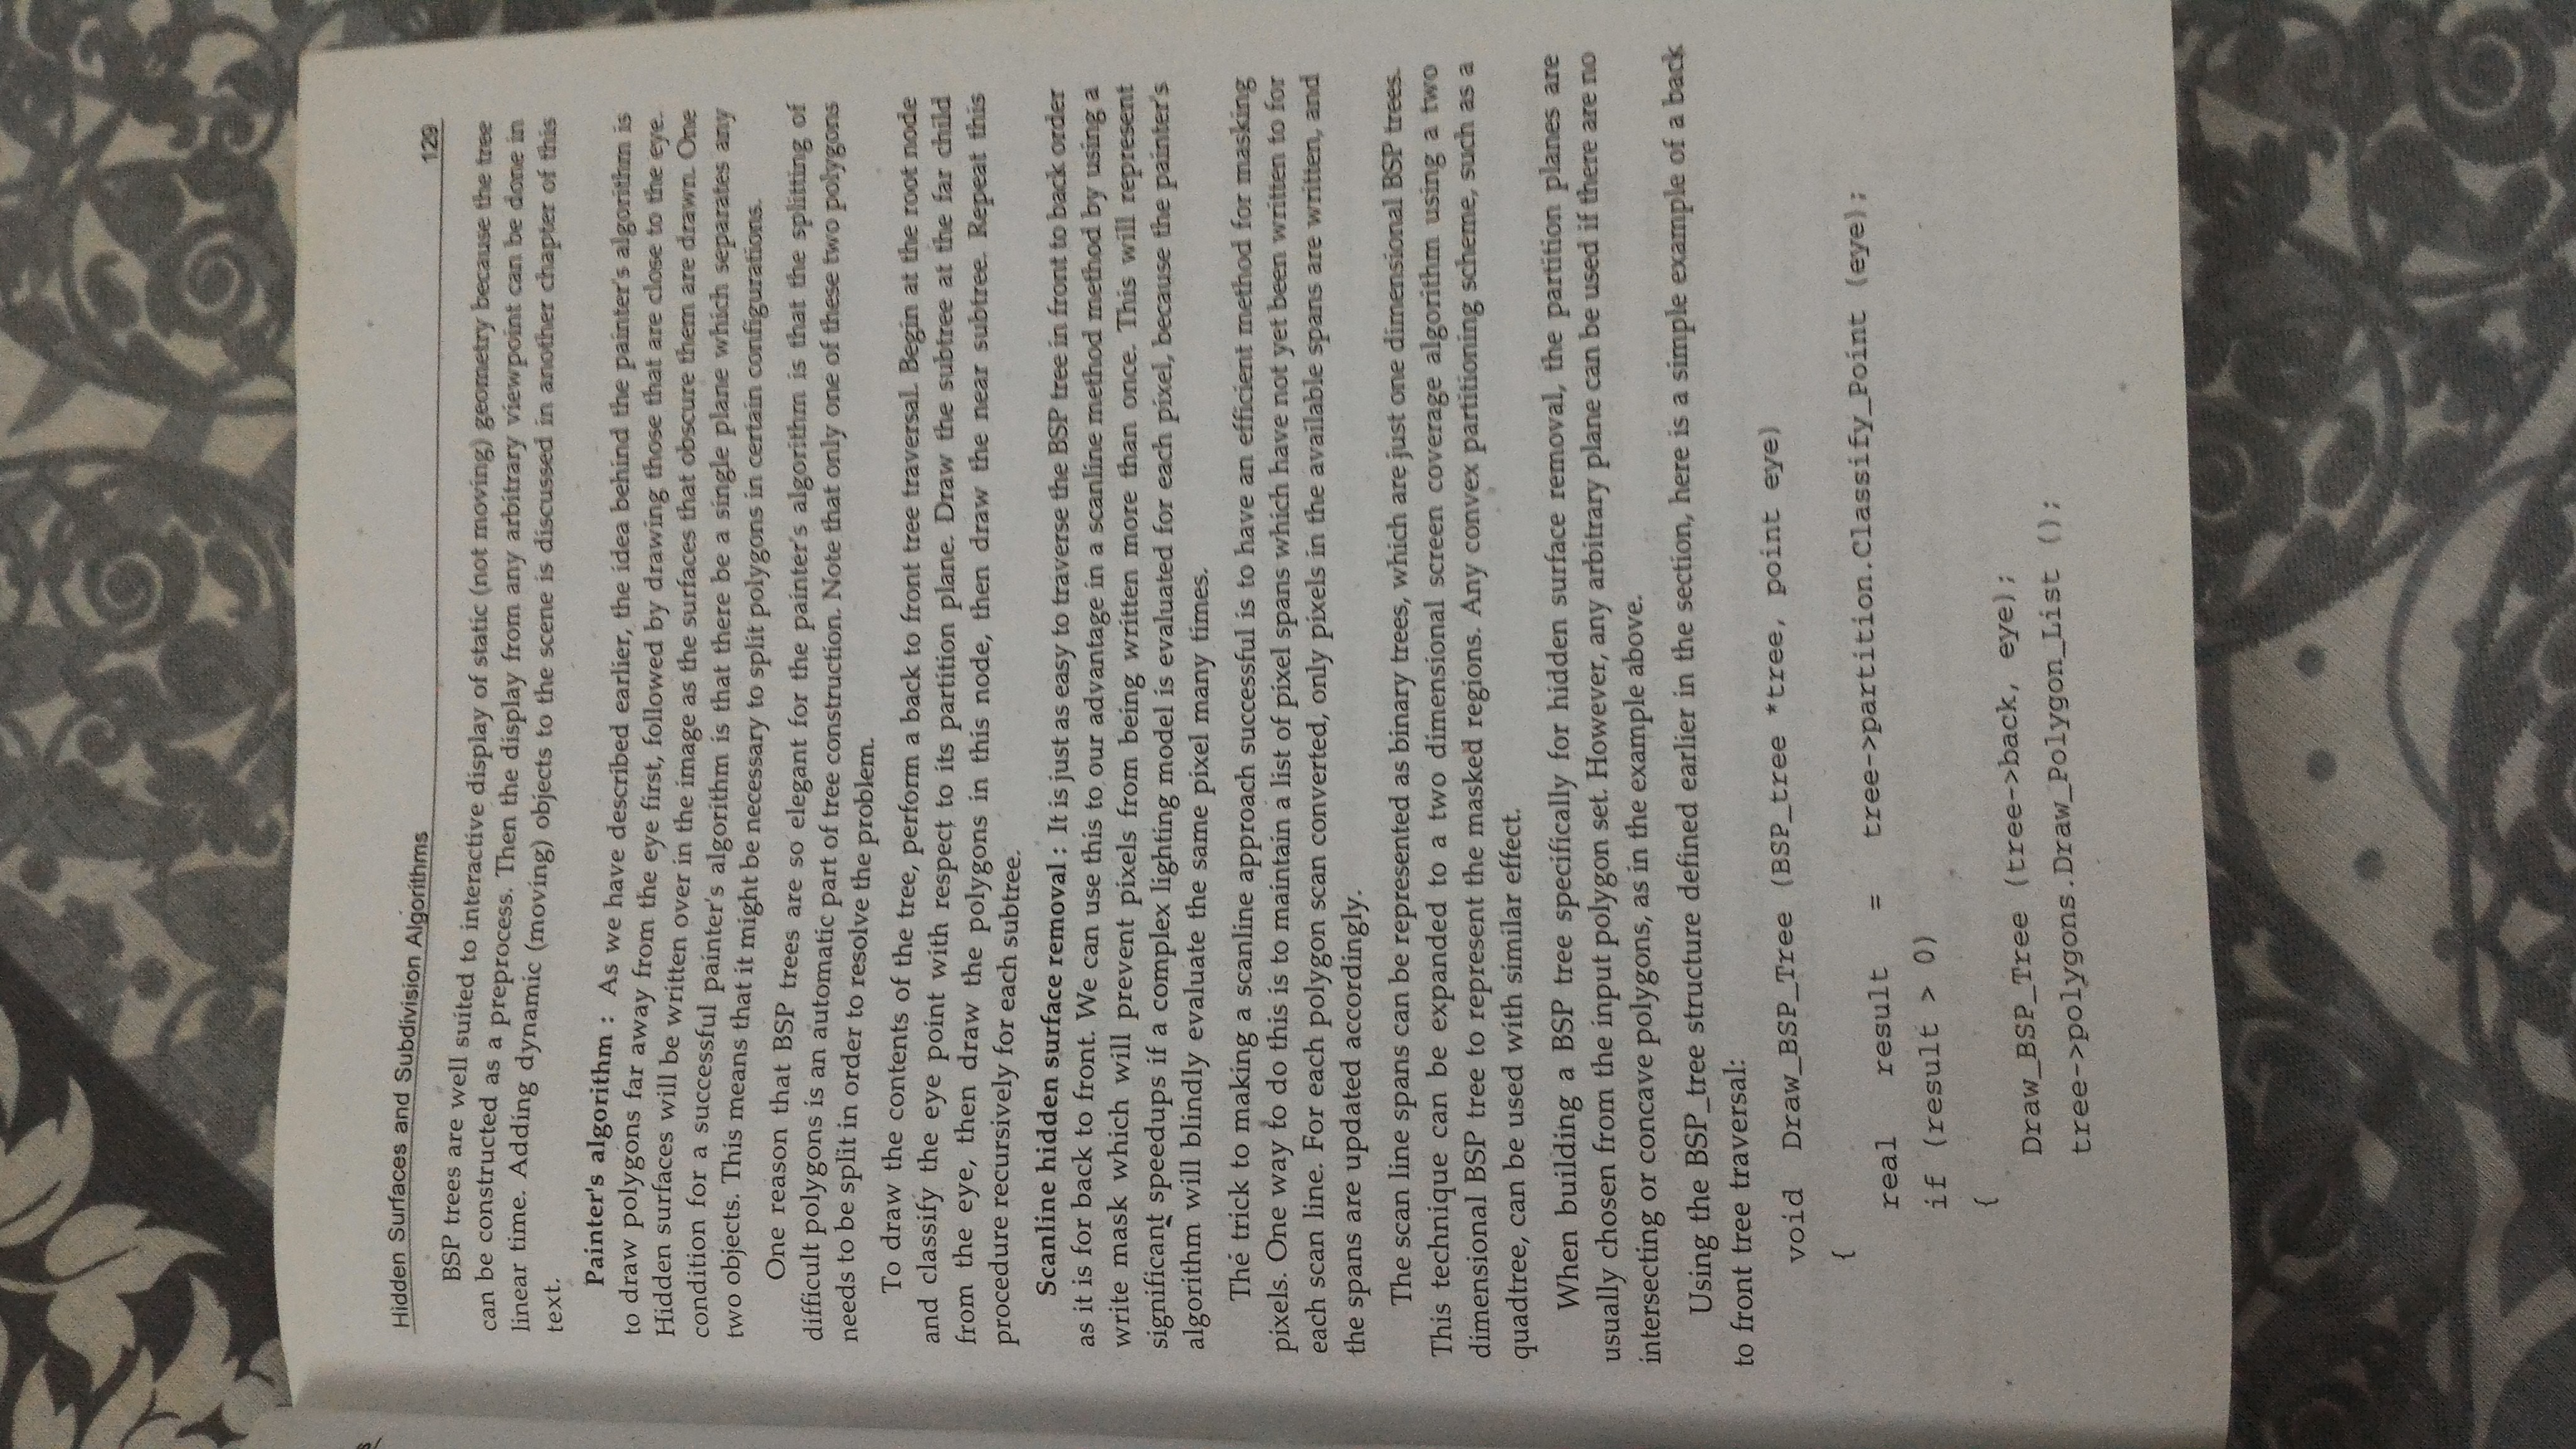 Hidden Surfaces and Subdivision Algorithms 129
BSP trees are well suited to interactive display of static (not moving) geometry because the tree
can be constructed as a preprocess. Then the display from any arbitrary viewpoint can be done in
linear time. Adding dynamic (moving) objects to the scene is discussed in another chapter of this
text.
Painter's algorithm : As we have described earlier, the idea behind the painter's algorithm is
to draw polygons far away from the eye first, followed by drawing those that are close to the eye.
Hidden surfaces will be written over in the image as the surfaces that obscure them are drawn. One
condition for a successful painter's algorithm is that there be a single plane which separates any
two objects. This means that it might be necessary to split polygons in certain configurations.
One reason that BSP trees are so elegant for the painter's algorithm is that the splitting of
difficult polygons is an automatic part of tree construction. Note that only one of these two polygons
needs to be split in order to resolve the problem.
To draw the contents of the tree, perform a back to front tree traversal. Begin at the root node
and classify the eye point with respect to its partition plane. Draw the subtree at the far child
from the eye, then draw the polygons in this node, then draw the near subtree. Repeat this
procedure recursively for each subtree.
Scanline hidden surface removal : It is just as easy to traverse the BSP tree in front to back order
as it is for back to front. We can use this to our advantage in a scanline method method by using a
write mask which will prevent pixels from being written more than once. This will represent
significant speedups if a complex lighting model is evaluated for each pixel, because the painter's
algorithm will blindly evaluate the same pixel many times.
The trick to making a scanline approach successful is to have an efficient method for masking
pixels. One way to do this is to maintain a list of pixel spans which have not yet been written to for
each scan line. For each polygon scan converted, only pixels in the available spans are written, and
the spans are updated accordingly.
The scan line spans can be represented as binary trees, which are just one dimensional BSP trees.
This technique can be expanded to a two dimensional screen coverage algorithm using a two
dimensional BSP tree to represent the masked regions. Any convex partitioning scheme, such as a
quadtree, can be used with similar effect.
When building a BSP tree specifically for hidden surface removal, the partition planes are
usually chosen from the input polygon set. However, any arbitrary plane can be used if there are no
intersecting or concave polygons, as in the example above.
Using the BSP_tree structure defined earlier in the section, here is a simple example of a back
to front tree traversal:
void Draw_BSP_Tree (BSP_tree *tree, point eye)
{
real result = tree->partition.Classify_Point (eye);
if (result > 0)
{
Draw_BSP_Tree (tree->back, eye);
tree->polygons.Draw_Polygon_List ();